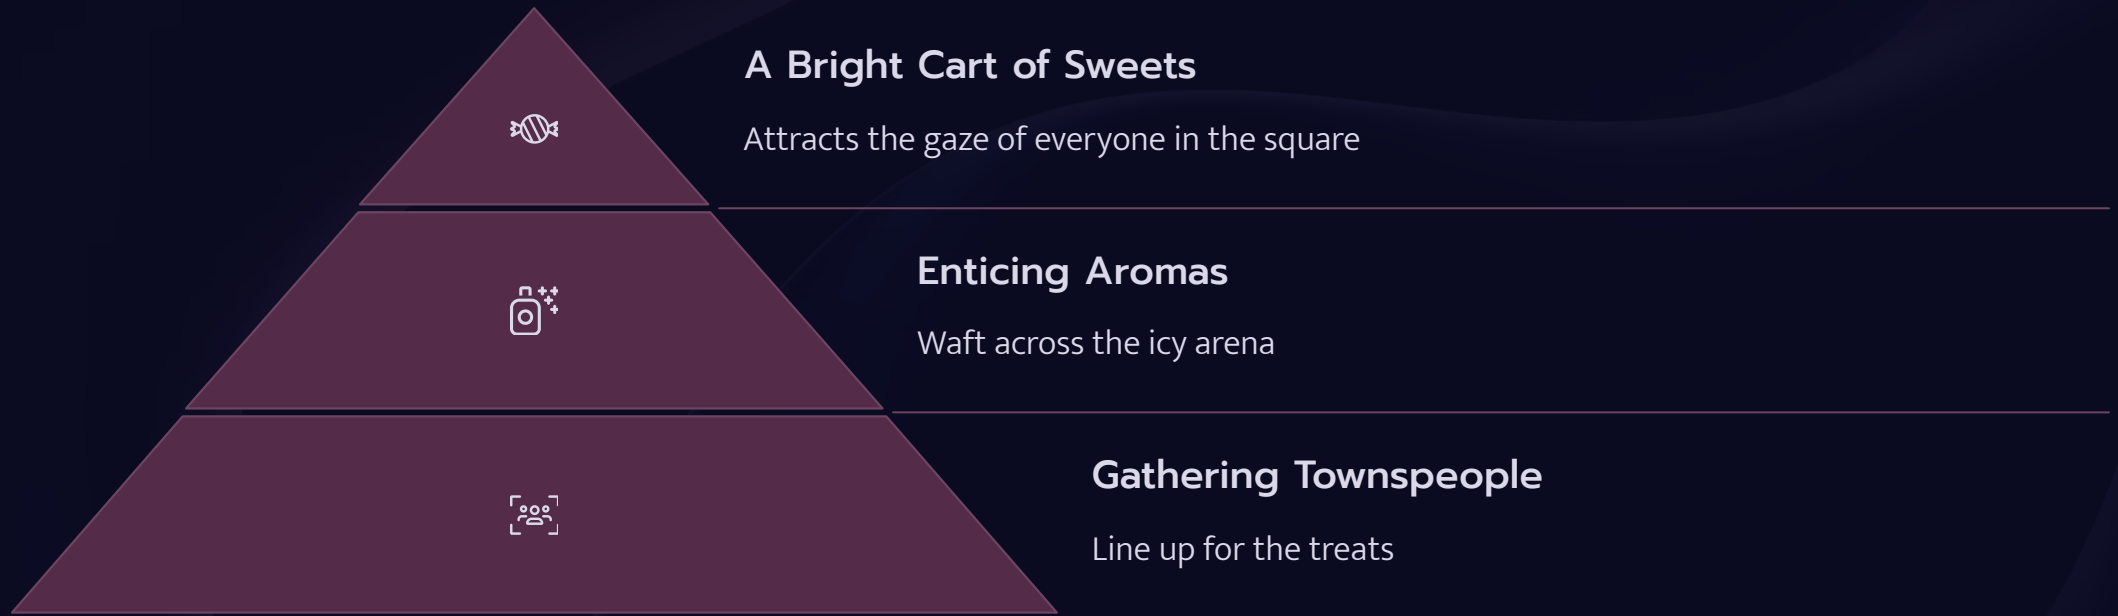 A Bright Cart of Sweets
Attracts the gaze of everyone in the square
Enticing Aromas
Waft across the icy arena
Gathering Townspeople
Line up for the treats